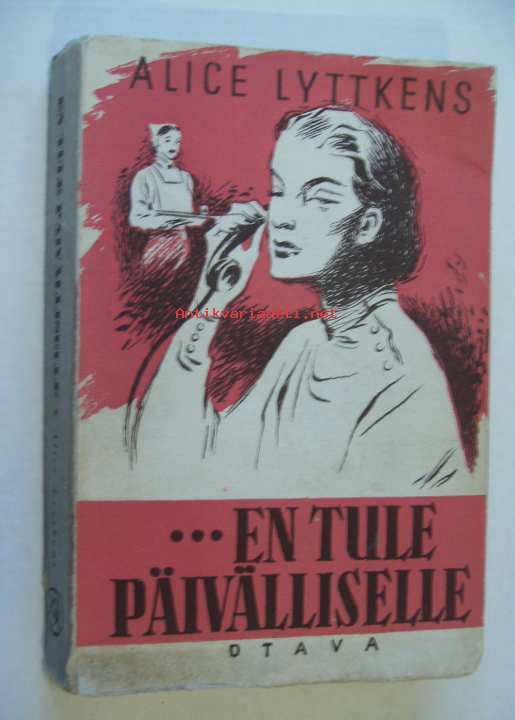 ALICE LYTTKENS
Antikvariaatti.net
••• EN TULE
PÄIVÄLLISELLE
OTAVA